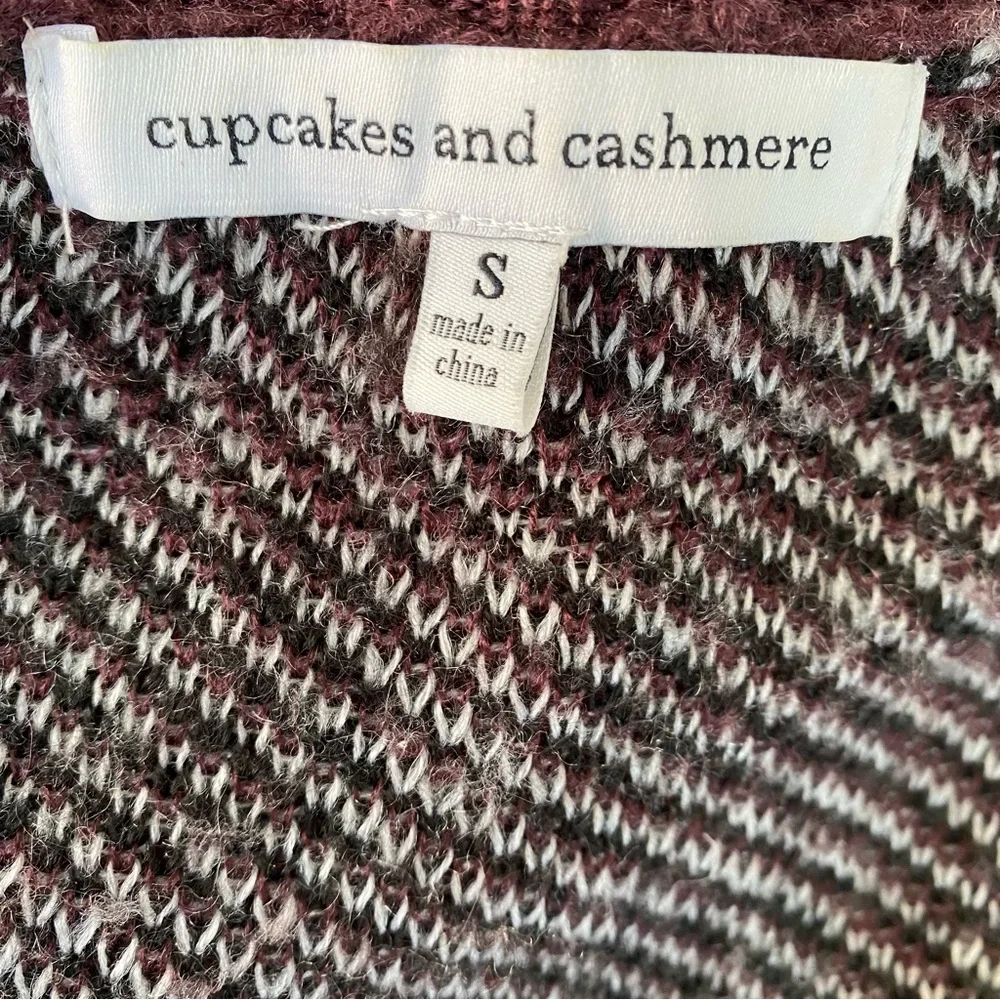 cupcakes and cashmere
S
made in
china